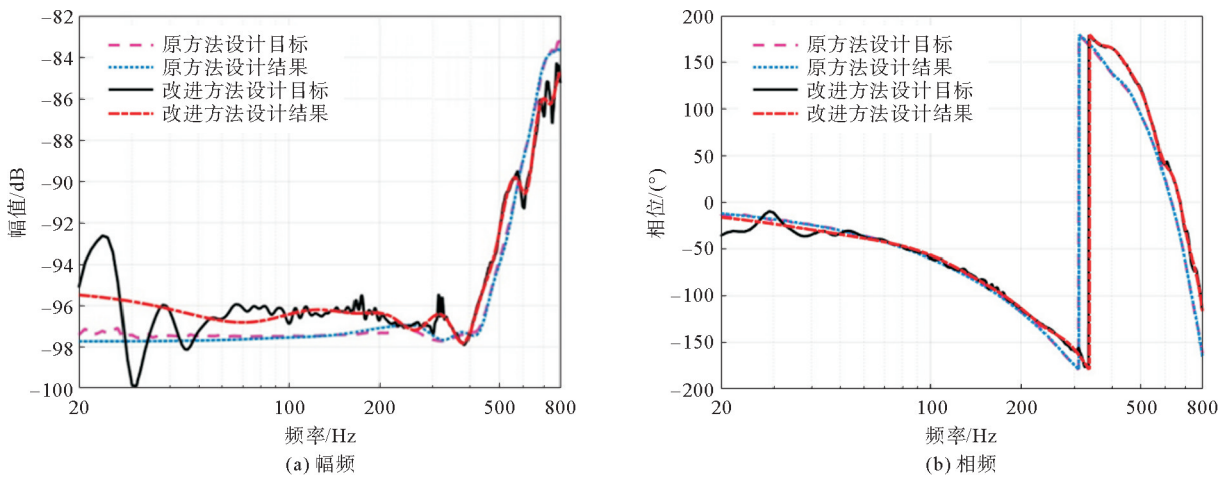 -82
-84
-86
-88
-90
-92
-94
-96
-98
-100
幅值/dB
原方法设计目标
原方法设计结果
改进方法设计目标
改进方法设计结果
20
100
200
500
800
频率/Hz
(a) 幅频
200
150
100
50
0
-50
-100
-150
-200
相位/(°)
原方法设计目标
原方法设计结果
改进方法设计目标
改进方法设计结果
20
100
200
500
800
频率/Hz
(b) 相频